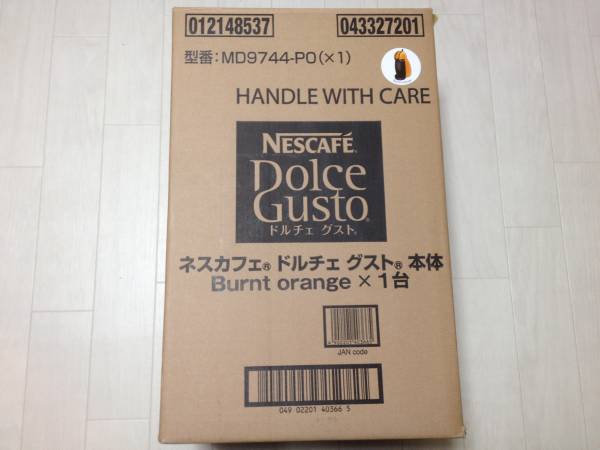 012148537 043327201
型番：MD9744-PO(×1)
HANDLE WITH CARE
NESCAFÉ®
Dolce
Gusto®
ドルチェ グスト®
ネスカフェ® ドルチェ グスト® 本体
Burnt orange × 1台
JAN code
049 02201 40366 5